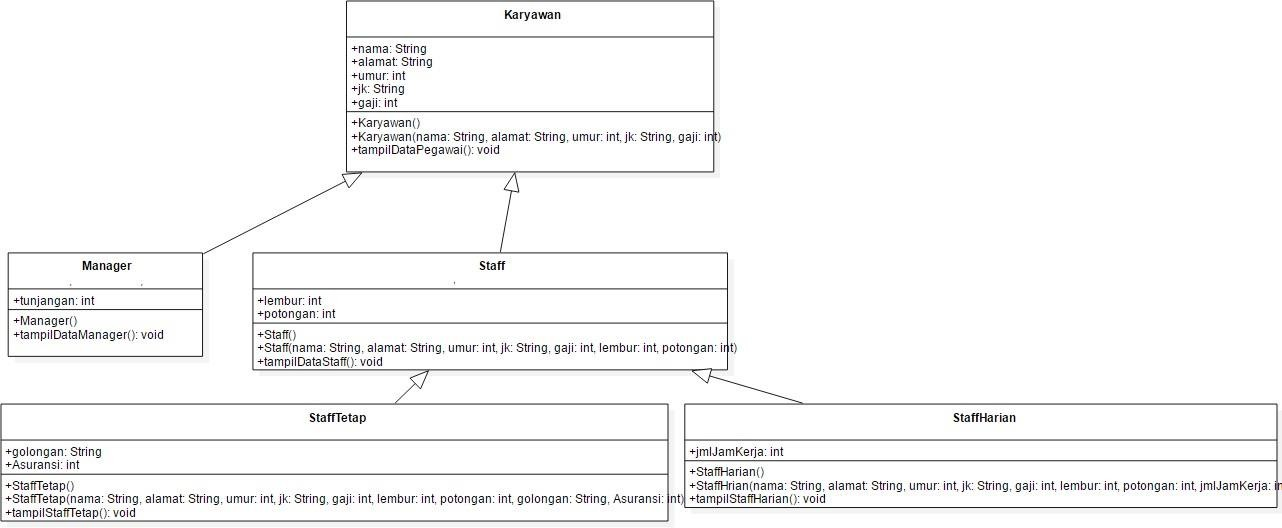 Karyawan
+nama: String
+alamat: String
+umur: int
+jk: String
+gaji: int
+Karyawan()
+Karyawan(nama: String, alamat: String, umur: int, jk: String, gaji: int)
+tampilDataPegawai(): void
Manager
+tunjangan: int
+Manager()
+tampilDataManager(): void
Staff
+lembur: int
+potongan: int
+Staff()
+Staff(nama: String, alamat: String, umur: int, jk: String, gaji: int, lembur: int, potongan: int)
+tampilDataStaff(): void
StaffTetap
+golongan: String
+Asuransi: int
+StaffTetap()
+StaffTetap(nama: String, alamat: String, umur: int, jk: String, gaji: int, lembur: int, potongan: int, golongan: String, Asuransi: int)
+tampilStaffTetap(): void
StaffHarian
+jmlJamKerja: int
+StaffHarian()
+StaffHrian(nama: String, alamat: String, umur: int, jk: String, gaji: int, lembur: int, potongan: int, jmlJamKerja: in
+tampilStaffHarian(): void